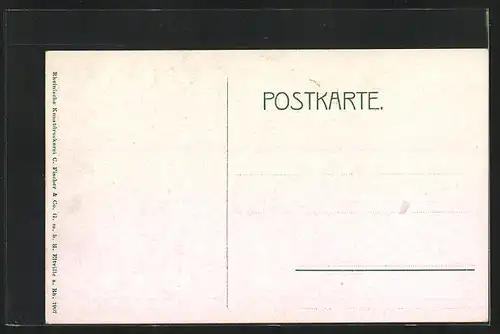 POSTKARTE.
Rheinische Kunstdruckerei C. Fischer & Co. G. m. b. H. Eltville a. Rh. 1907